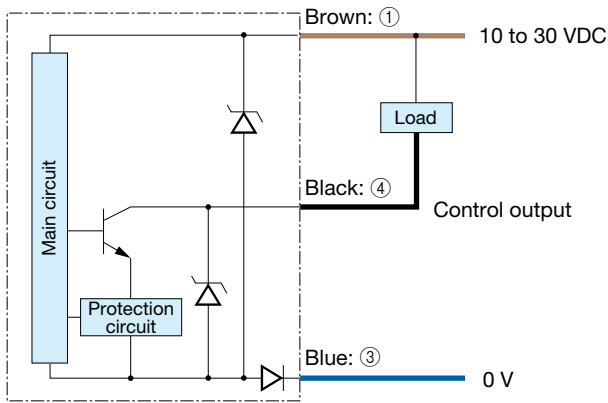 Brown: ①
10 to 30 VDC
Load
Black: ④
Control output
Main circuit
Protection
circuit
Blue: ③
0 V